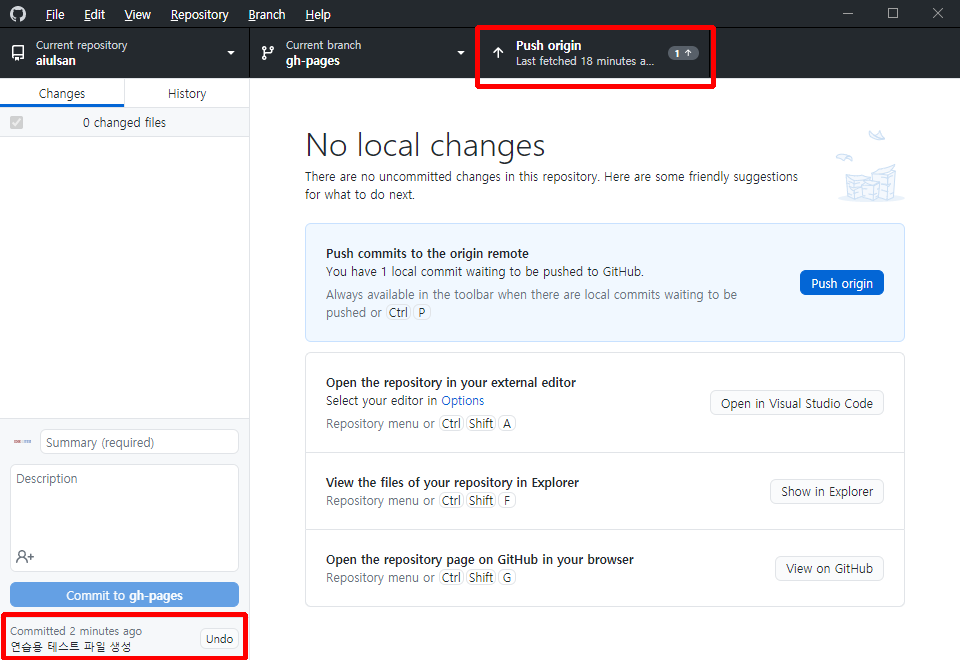 File Edit View Repository Branch Help
Current repository
aiulsan
Current branch
gh-pages
Push origin
Last fetched 18 minutes a...
1
Changes
History
0 changed files
No local changes
There are no uncommitted changes in this repository. Here are some friendly suggestions
for what to do next.
Push commits to the origin remote
You have 1 local commit waiting to be pushed to GitHub.
Always available in the toolbar when there are local commits waiting to be
pushed or Ctrl P
Push origin
Open the repository in your external editor
Select your editor in Options
Repository menu or Ctrl Shift A
Open in Visual Studio Code
View the files of your repository in Explorer
Repository menu or Ctrl Shift F
Show in Explorer
Open the repository page on GitHub in your browser
Repository menu or Ctrl Shift G
View on GitHub
Summary (required)
Description
Commit to gh-pages
Committed 2 minutes ago
연습용 테스트 파일 생성
Undo